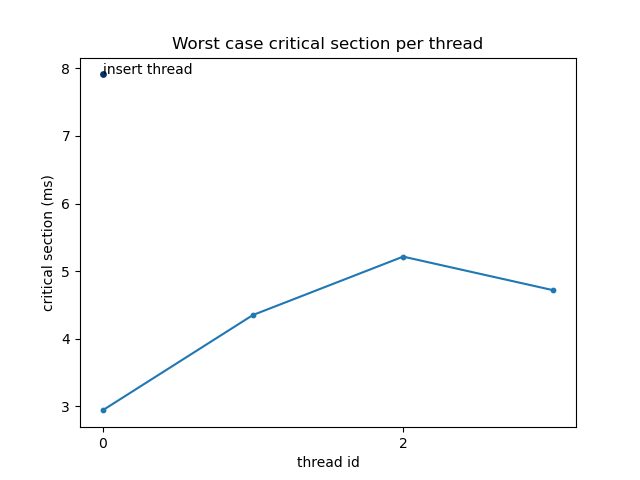 Worst case critical section per thread
insert thread
8
7
6
5
4
3
critical section (ms)
0
2
thread id